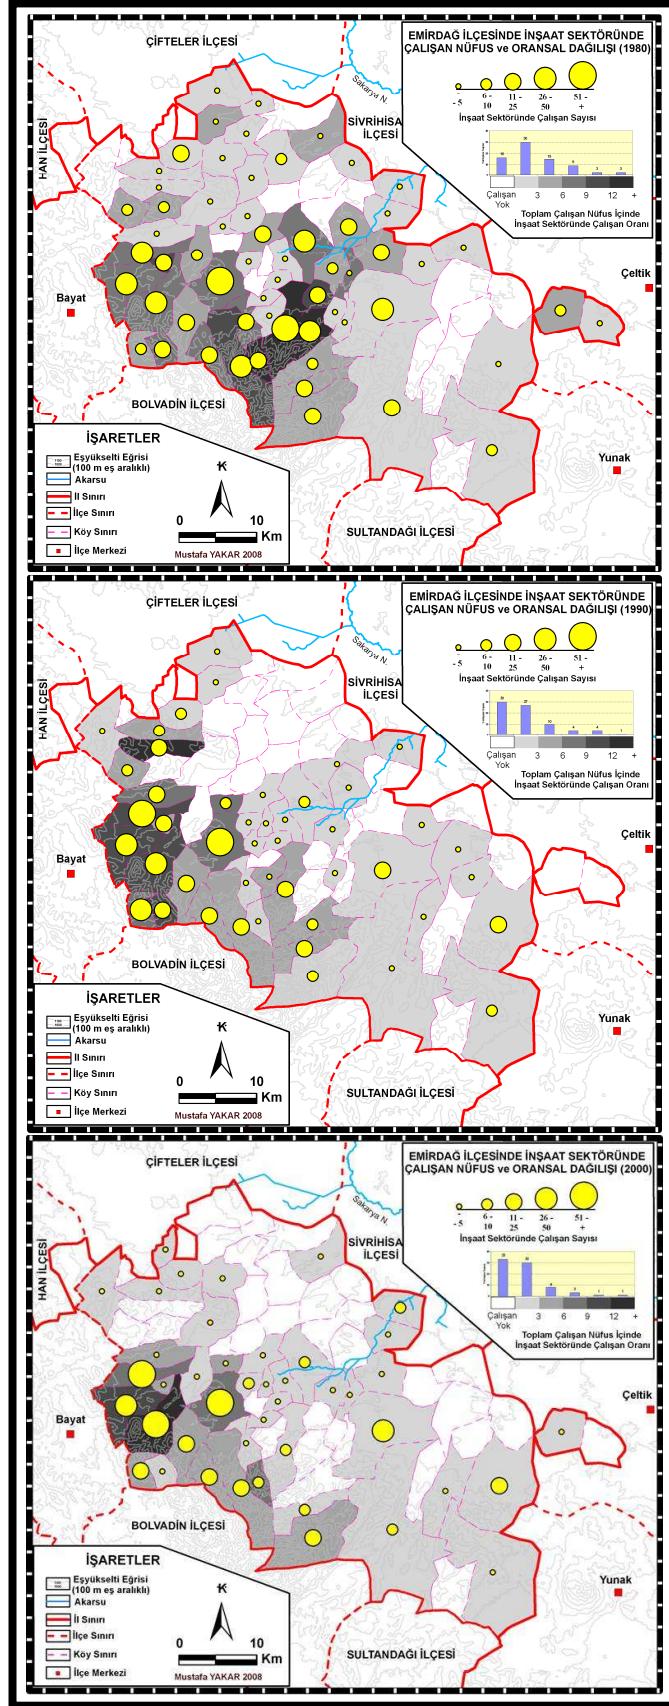 ÇİFTELER İLÇESİ
EMİRDAĞ İLÇESİNDE İNŞAAT SEKTÖRÜNDE
ÇALIŞAN NÜFUS ve ORANSAL DAĞILIŞI (1980)
- 5
6 -
10
11 -
25
26 -
50
51 -
+
İnşaat Sektöründe Çalışan Sayısı
Çalışan
Yok
3 6 9 12 +
Toplam Çalışan Nüfus İçinde
İnşaat Sektöründe Çalışan Oranı
Sakarya N.
SİVRİHİSA
İLÇESİ
HAN İLÇESİ
Çeltik
Bayat
BOLVADİN İLÇESİ
Yunak
SULTANDAĞI İLÇESİ
İŞARETLER
Eşyükselti Eğrisi
(100 m eş aralıklı)
Akarsu
İl Sınırı
İlçe Sınırı
Köy Sınırı
İlçe Merkezi
K
0 10
Km
Mustafa YAKAR 2008
ÇİFTELER İLÇESİ
EMİRDAĞ İLÇESİNDE İNŞAAT SEKTÖRÜNDE
ÇALIŞAN NÜFUS ve ORANSAL DAĞILIŞI (1990)
- 5
6 -
10
11 -
25
26 -
50
51 -
+
İnşaat Sektöründe Çalışan Sayısı
Çalışan
Yok
3 6 9 12 +
Toplam Çalışan Nüfus İçinde
İnşaat Sektöründe Çalışan Oranı
Sakarya N.
SİVRİHİSA
İLÇESİ
HAN İLÇESİ
Çeltik
Bayat
BOLVADİN İLÇESİ
Yunak
SULTANDAĞI İLÇESİ
İŞARETLER
Eşyükselti Eğrisi
(100 m eş aralıklı)
Akarsu
İl Sınırı
İlçe Sınırı
Köy Sınırı
İlçe Merkezi
K
0 10
Km
Mustafa YAKAR 2008
ÇİFTELER İLÇESİ
EMİRDAĞ İLÇESİNDE İNŞAAT SEKTÖRÜNDE
ÇALIŞAN NÜFUS ve ORANSAL DAĞILIŞI (2000)
- 5
6 -
10
11 -
25
26 -
50
51 -
+
İnşaat Sektöründe Çalışan Sayısı
Çalışan
Yok
3 6 9 12 +
Toplam Çalışan Nüfus İçinde
İnşaat Sektöründe Çalışan Oranı
Sakarya N.
SİVRİHİSA
İLÇESİ
HAN İLÇESİ
Çeltik
Bayat
BOLVADİN İLÇESİ
Yunak
SULTANDAĞI İLÇESİ
İŞARETLER
Eşyükselti Eğrisi
(100 m eş aralıklı)
Akarsu
İl Sınırı
İlçe Sınırı
Köy Sınırı
İlçe Merkezi
K
0 10
Km
Mustafa YAKAR 2008